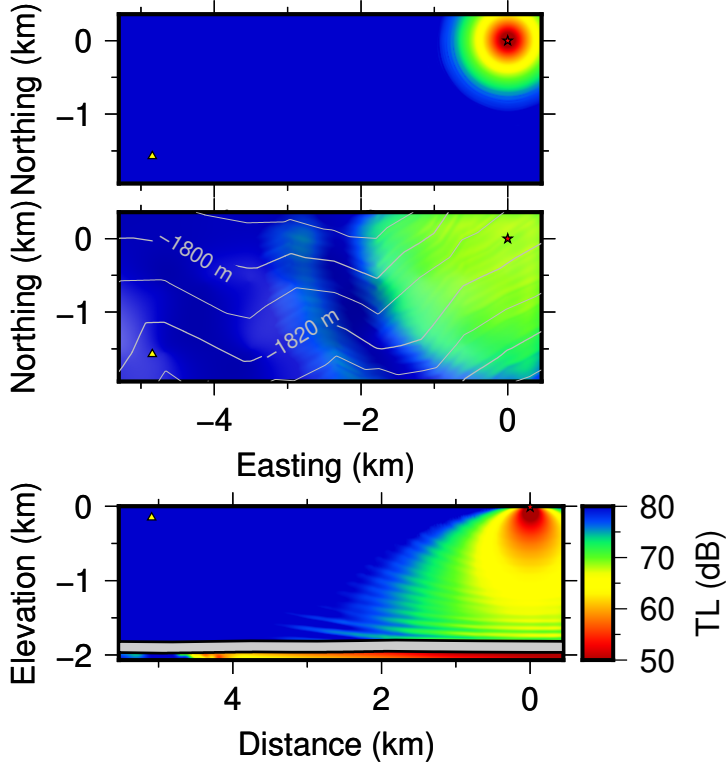 Northing (km)
0
−1
Northing (km)
0
−1
−1800 m
−1820 m
−4
−2
0
Easting (km)
Elevation (km)
0
−1
−2
4
2
0
Distance (km)
80
70
60
50
TL (dB)